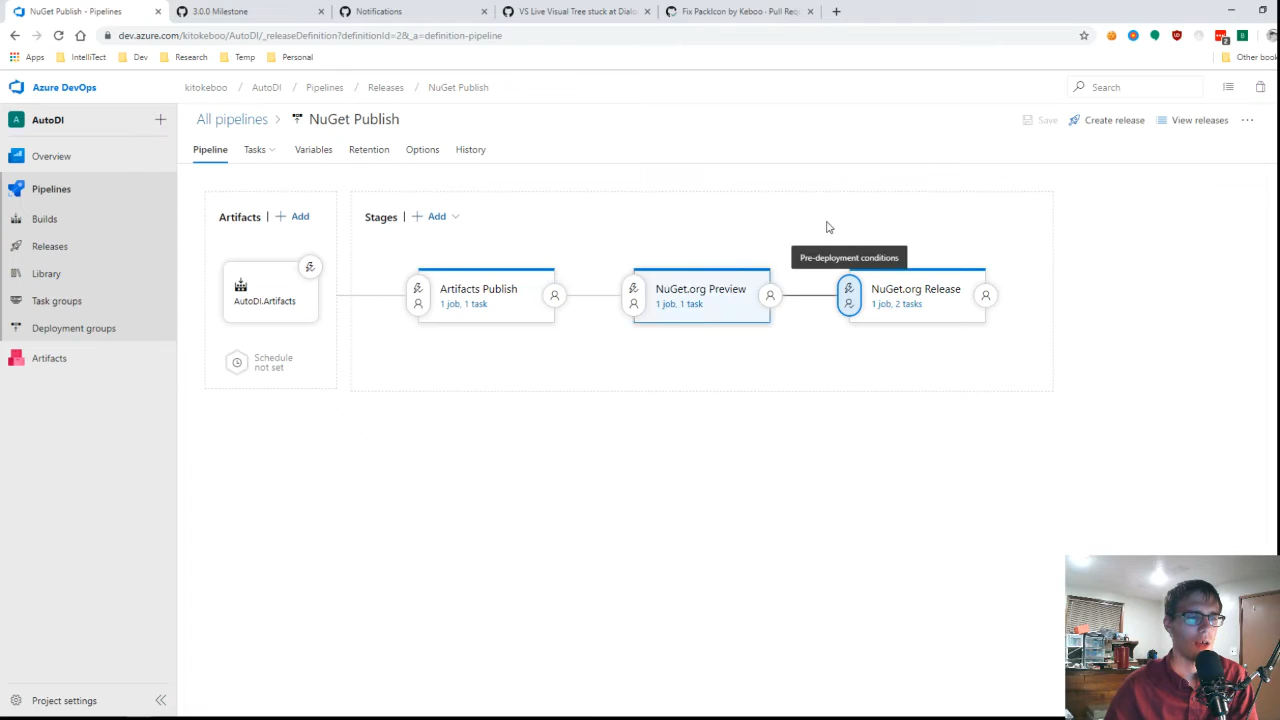 NuGet Publish - Pipelines
3.0.0 Milestone
Notifications
VS Live Visual Tree stuck at Dialo
Fix PackIcon by Keboo · Pull Req
dev.azure.com/kitokeboo/AutoDI/_releaseDefinition?definitionId=2&_a=definition-pipeline
Apps
IntelliTect
Dev
Research
Temp
Personal
Other book
Azure DevOps
kitokeboo / AutoDI / Pipelines / Releases / NuGet Publish
Search
A
AutoDI
All pipelines > NuGet Publish
Save
Create release
View releases
Overview
Pipeline
Tasks
Variables
Retention
Options
History
Pipelines
Builds
Releases
Library
Task groups
Deployment groups
Artifacts
Project settings
Artifacts | + Add
Stages | + Add
Pre-deployment conditions
AutoDI.Artifacts
Artifacts Publish
1 job, 1 task
NuGet.org Preview
1 job, 1 task
NuGet.org Release
1 job, 2 tasks
Schedule
not set